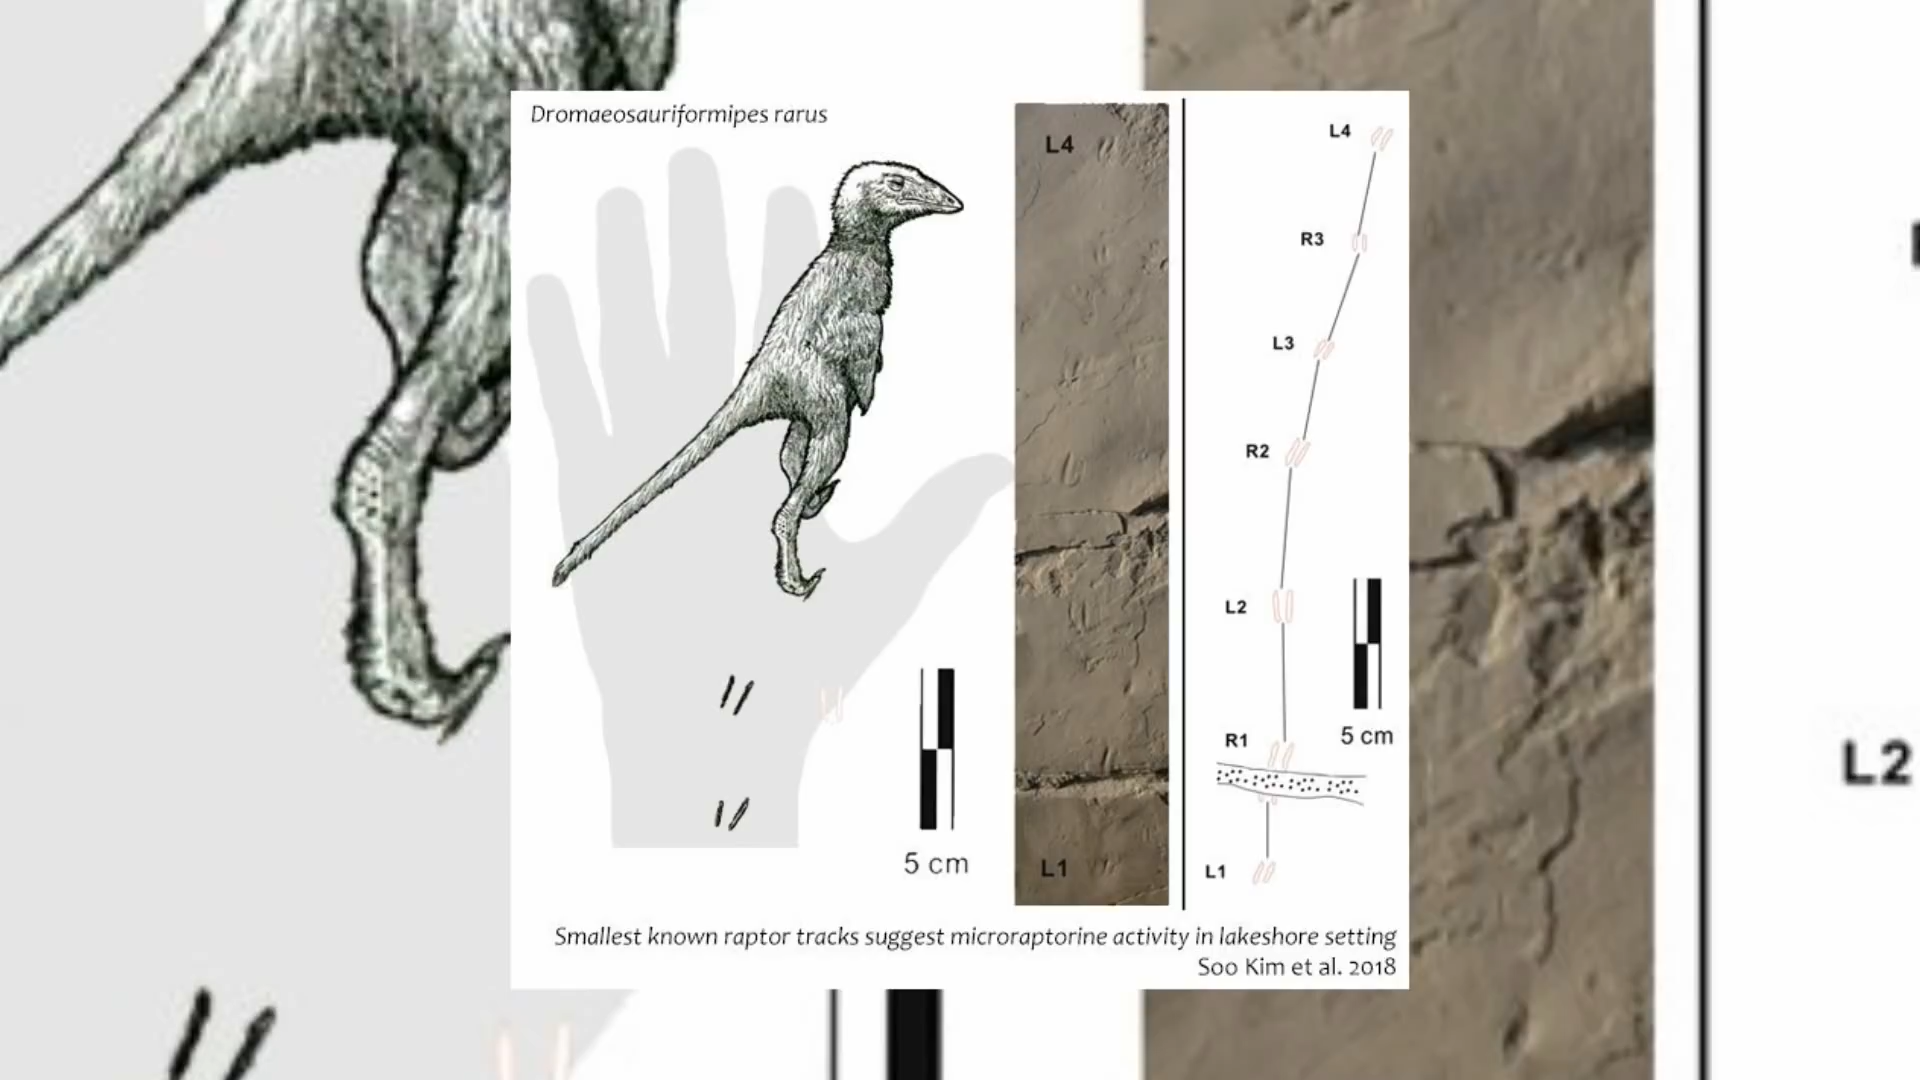 Dromaeosauriformipes rarus
L4
L4
R3
L3
R2
L2
R1
5 cm
5 cm
L1
L1
Smallest known raptor tracks suggest microraptorine activity in lakeshore setting
Soo Kim et al. 2018
L2